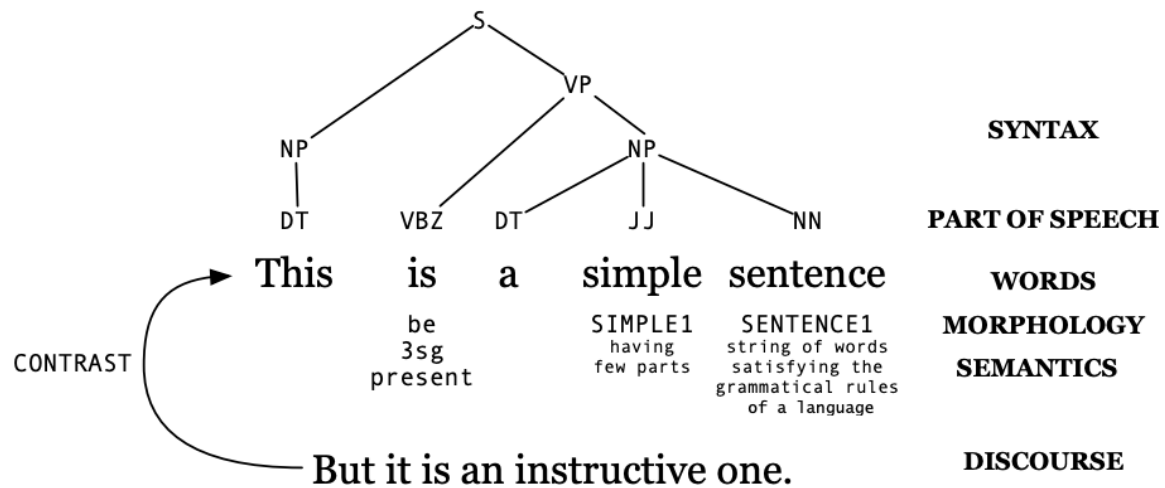 S
VP
SYNTAX
NP NP
DT VBZ DT JJ NN PART OF SPEECH
This is a simple sentence WORDS
be SIMPLE1 SENTENCE1 MORPHOLOGY
3sg having string of words
CONTRAST present few parts satisfying the SEMANTICS
grammatical rules
of a language
But it is an instructive one. DISCOURSE